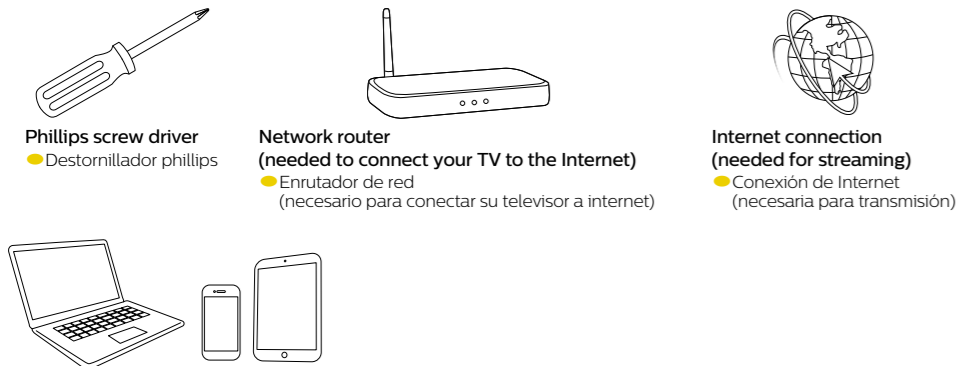 Phillips screw driver
Destornillador phillips
Network router
(needed to connect your TV to the Internet)
Enrutador de red
(necesario para conectar su televisor a internet)
Internet connection
(needed for streaming)
Conexión de Internet
(necesaria para transmisión)